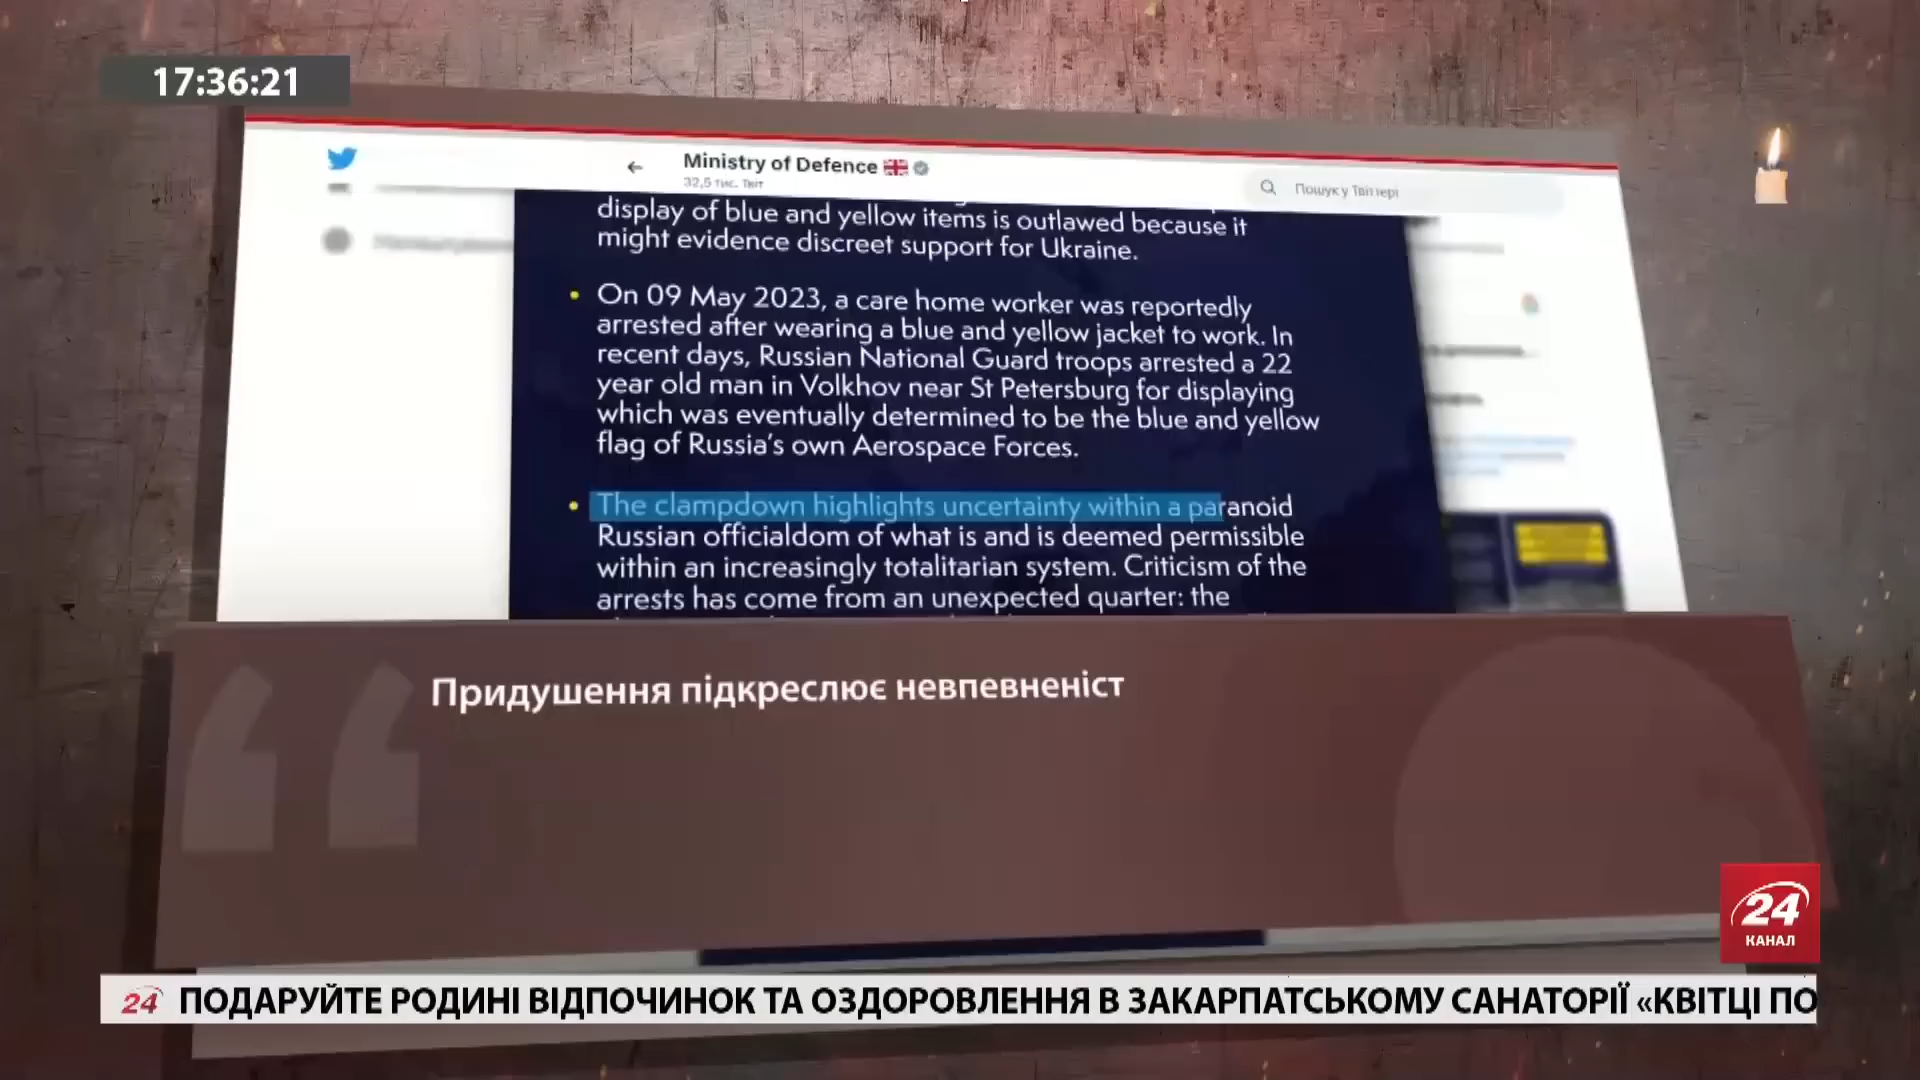 17:36:21
Ministry of Defence
32,5 тис. Твіт
Пошук у Твіттері
display of blue and yellow items is outlawed because it
might evidence discreet support for Ukraine.
• On 09 May 2023, a care home worker was reportedly
arrested after wearing a blue and yellow jacket to work. In
recent days, Russian National Guard troops arrested a 22
year old man in Volkhov near St Petersburg for displaying
which was eventually determined to be the blue and yellow
flag of Russia's own Aerospace Forces.
• The clampdown highlights uncertainty within a paranoid
Russian officialdom of what is and is deemed permissible
within an increasingly totalitarian system. Criticism of the
arrests has come from an unexpected quarter: the
Придушення підкреслює невпевненіст
24
КАНАЛ
24 ПОДАРУЙТЕ РОДИНІ ВІДПОЧИНОК ТА ОЗДОРОВЛЕННЯ В ЗАКАРПАТСЬКОМУ САНАТОРІЇ «КВІТЦІ ПО